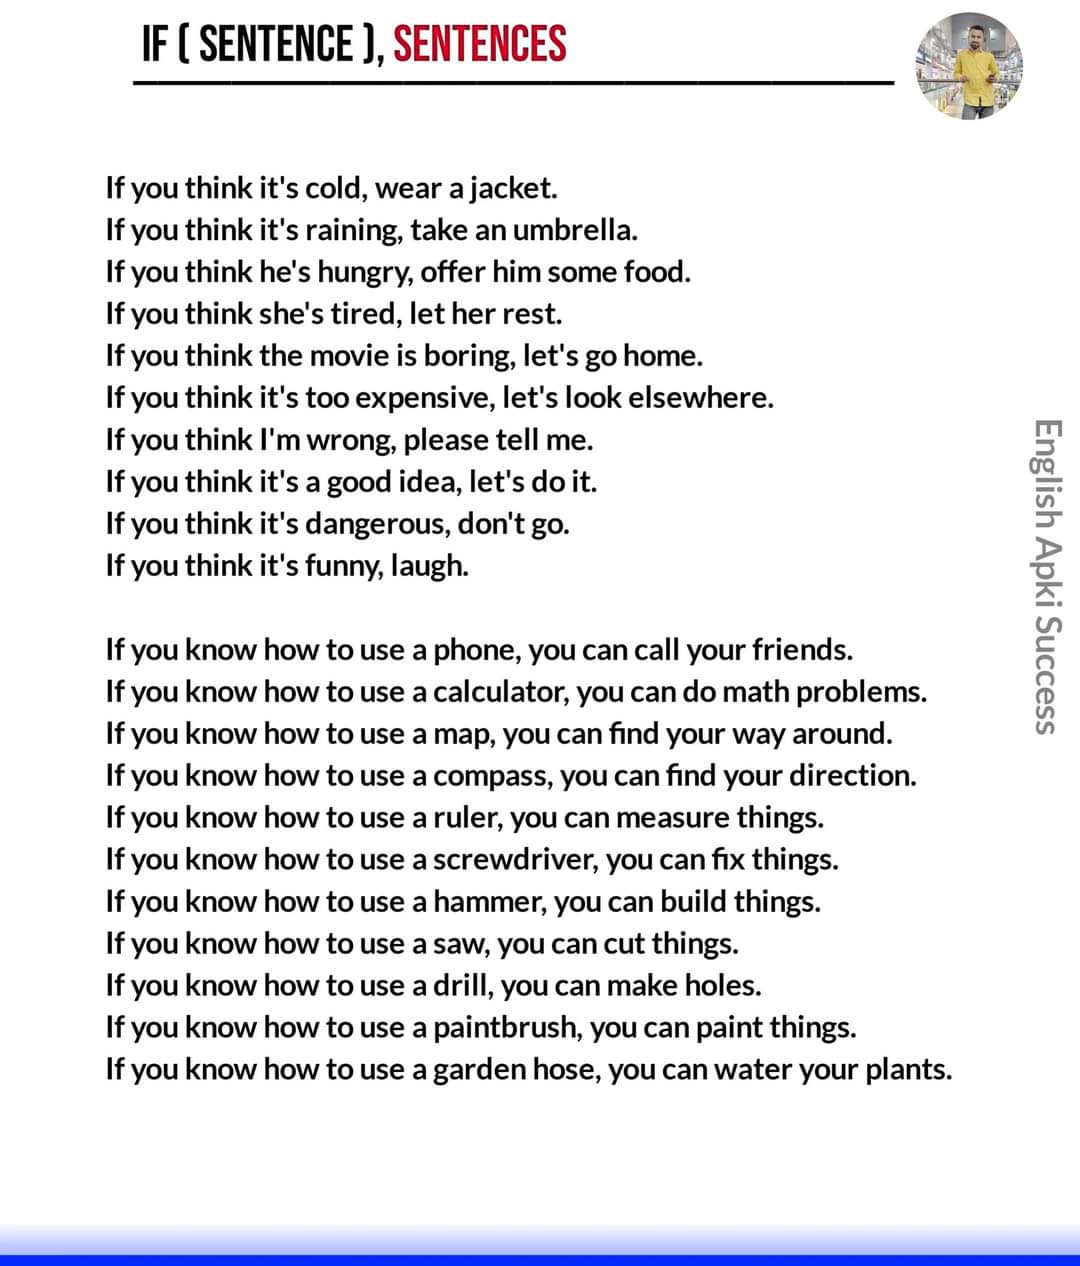 IF ( SENTENCE ), SENTENCES
If you think it's cold, wear a jacket.
If you think it's raining, take an umbrella.
If you think he's hungry, offer him some food.
If you think she's tired, let her rest.
If you think the movie is boring, let's go home.
If you think it's too expensive, let's look elsewhere.
If you think I'm wrong, please tell me.
If you think it's a good idea, let's do it.
If you think it's dangerous, don't go.
If you think it's funny, laugh.
If you know how to use a phone, you can call your friends.
If you know how to use a calculator, you can do math problems.
If you know how to use a map, you can find your way around.
If you know how to use a compass, you can find your direction.
If you know how to use a ruler, you can measure things.
If you know how to use a screwdriver, you can fix things.
If you know how to use a hammer, you can build things.
If you know how to use a saw, you can cut things.
If you know how to use a drill, you can make holes.
If you know how to use a paintbrush, you can paint things.
If you know how to use a garden hose, you can water your plants.
English Apki Success